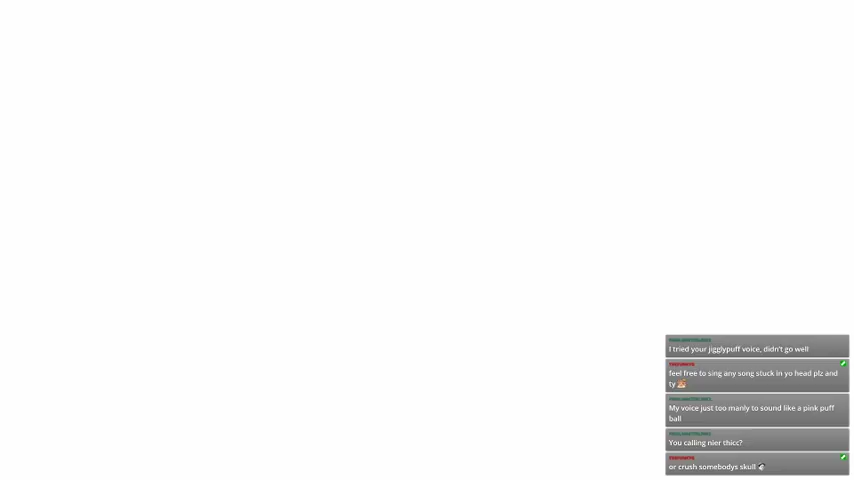 I tried your jigglypuff voice, didn't go well
feel free to sing any song stuck in yo head plz and
ty
My voice just too manly to sound like a pink puff
ball
You calling nier thicc?
or crush somebodys skull